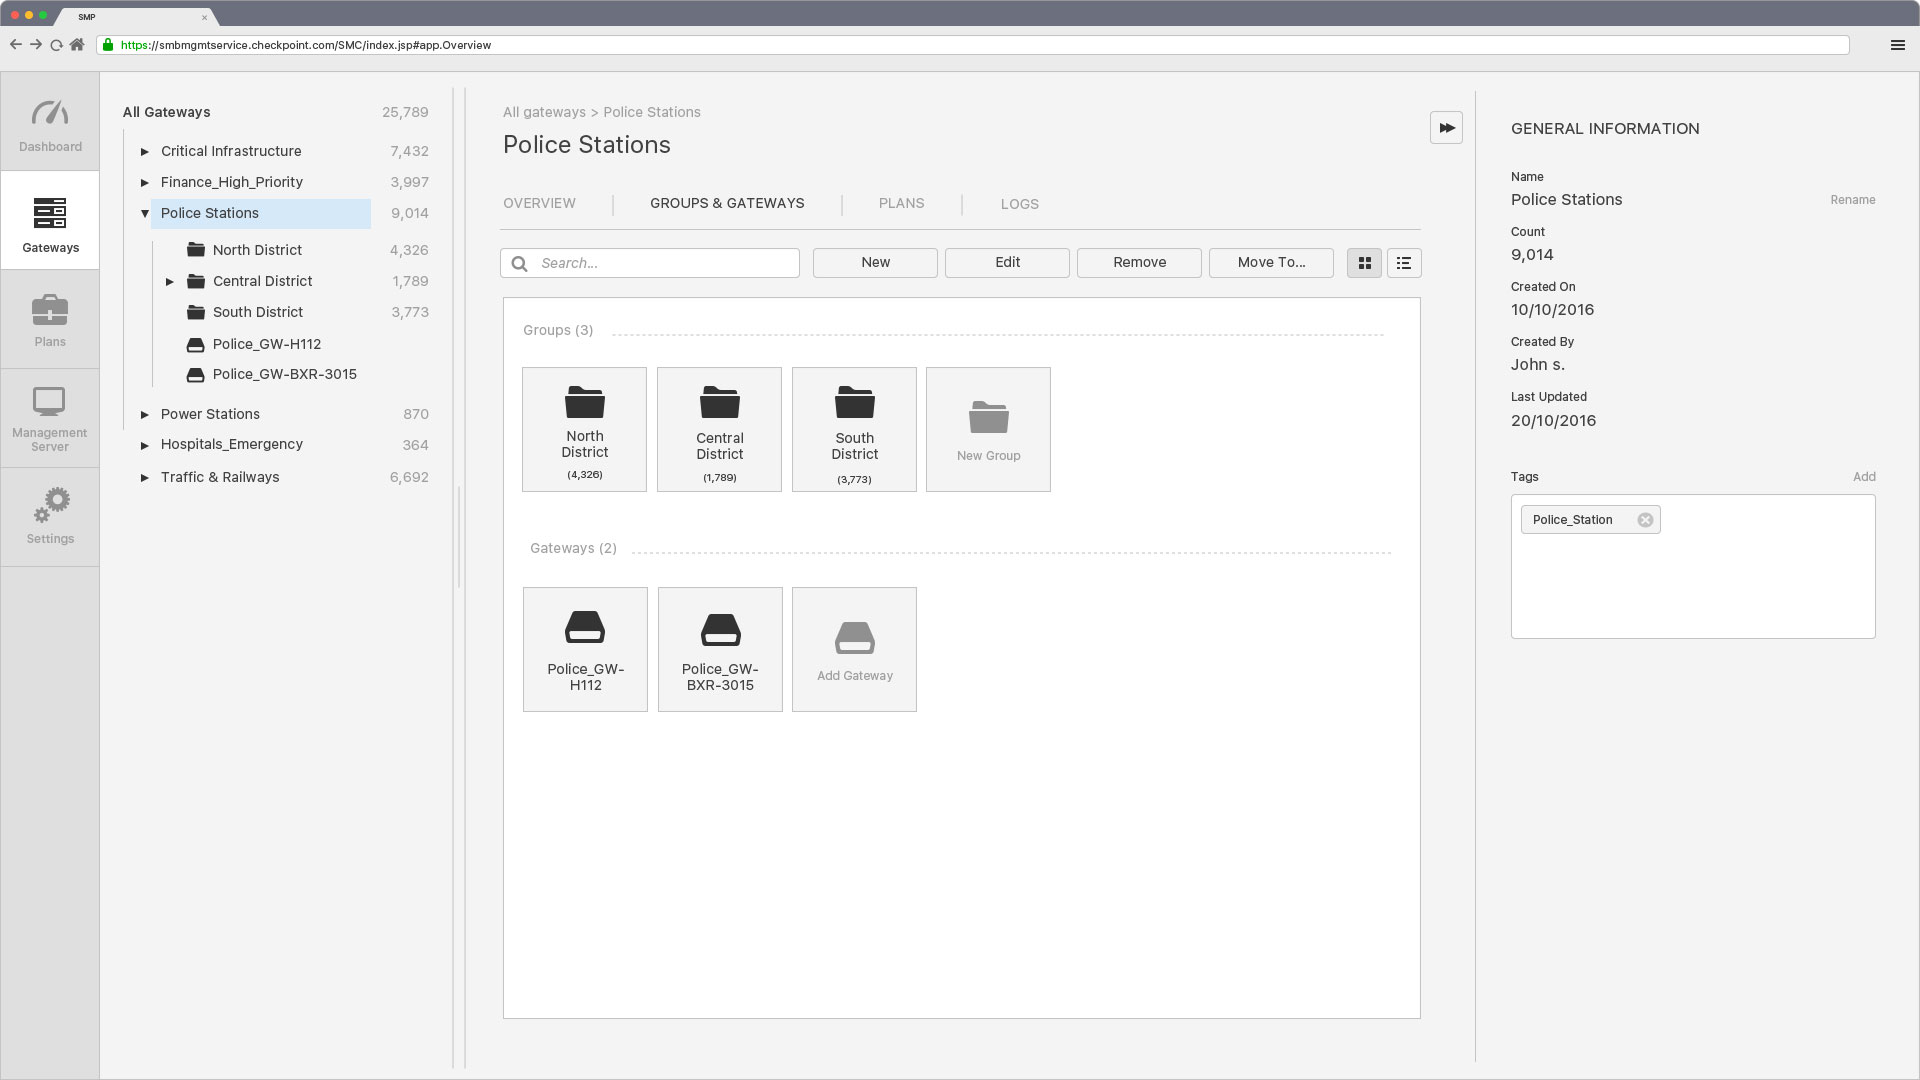 SMP
https://smbmgmtservice.checkpoint.com/SMC/index.jsp#app.Overview
Dashboard
Gateways
Plans
Management
Server
Settings
All Gateways 25,789
Critical Infrastructure 7,432
Finance_High_Priority 3,997
Police Stations 9,014
North District 4,326
Central District 1,789
South District 3,773
Police_GW-H112
Police_GW-BXR-3015
Power Stations 870
Hospitals_Emergency 364
Traffic & Railways 6,692
All gateways > Police Stations
Police Stations
OVERVIEW GROUPS & GATEWAYS PLANS LOGS
Search... New Edit Remove Move To...
Groups (3)
North
District
(4,326)
Central
District
(1,789)
South
District
(3,773)
New Group
Gateways (2)
Police_GW-
H112
Police_GW-
BXR-3015
Add Gateway
GENERAL INFORMATION
Name
Police Stations Rename
Count
9,014
Created On
10/10/2016
Created By
John s.
Last Updated
20/10/2016
Tags Add
Police_Station